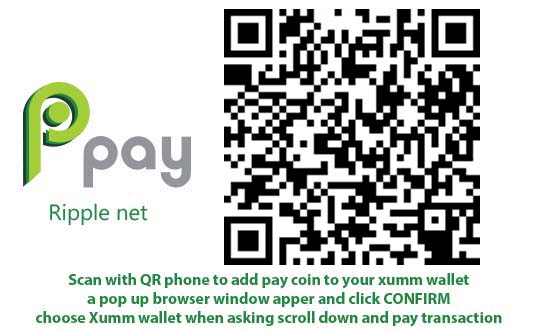 pay
Ripple net
Scan with QR phone to add pay coin to your xumm wallet
a pop up browser window apper and click CONFIRM
choose Xumm wallet when asking scroll down and pay transaction